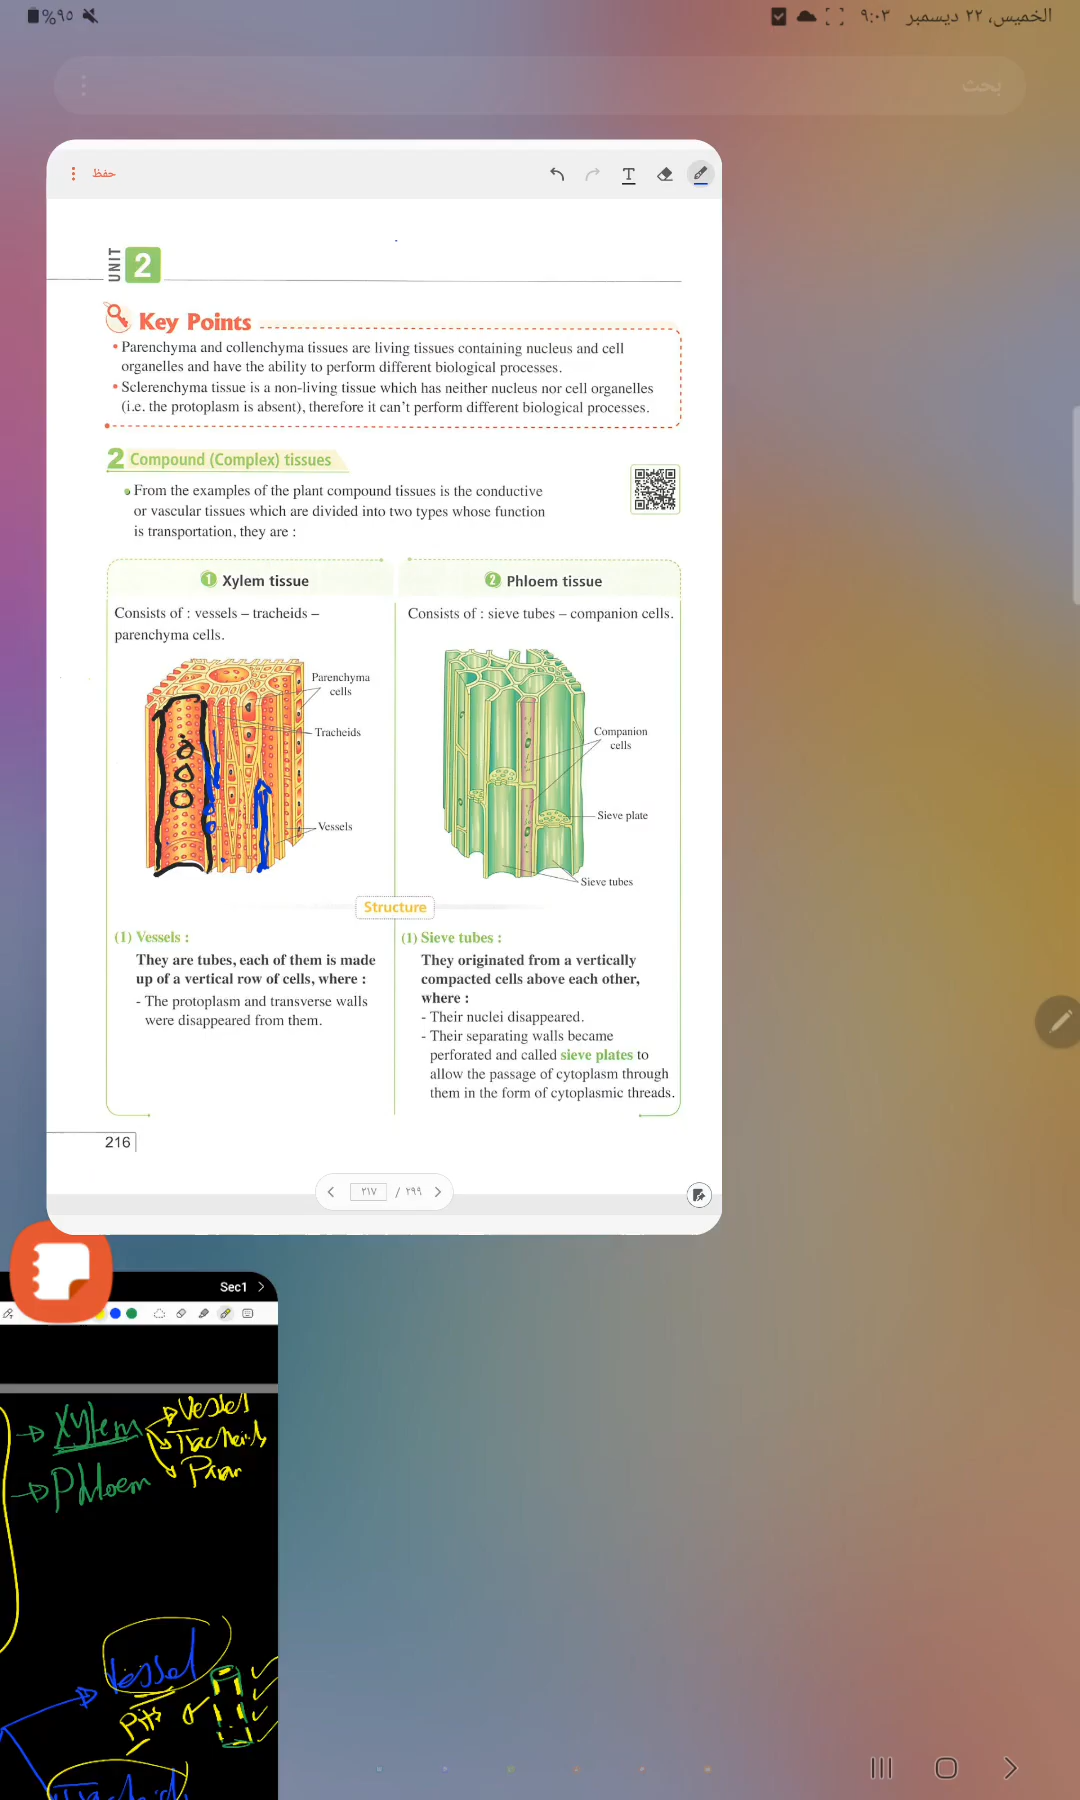 %٩٥
الخميس، ٢٢ ديسمبر ٩:٠٣
بحث
حفظ
T
UNIT 2
Key Points
• Parenchyma and collenchyma tissues are living tissues containing nucleus and cell
organelles and have the ability to perform different biological processes.
• Sclerenchyma tissue is a non-living tissue which has neither nucleus nor cell organelles
(i.e. the protoplasm is absent), therefore it can't perform different biological processes.
2 Compound (Complex) tissues
From the examples of the plant compound tissues is the conductive
or vascular tissues which are divided into two types whose function
is transportation, they are :
1 Xylem tissue
Consists of : vessels – tracheids –
parenchyma cells.
Parenchyma
cells
Tracheids
Vessels
2 Phloem tissue
Consists of : sieve tubes – companion cells.
Companion
cells
Sieve plate
Sieve tubes
Structure
(1) Vessels :
They are tubes, each of them is made
up of a vertical row of cells, where :
- The protoplasm and transverse walls
were disappeared from them.
(1) Sieve tubes :
They originated from a vertically
compacted cells above each other,
where :
- Their nuclei disappeared.
- Their separating walls became
perforated and called sieve plates to
allow the passage of cytoplasm through
them in the form of cytoplasmic threads.
216
٢١٧ / ٢٩٩
Sec1
Xylem
Vessel
Tracheids
Phloem
Vessel
Pits
Tracheid